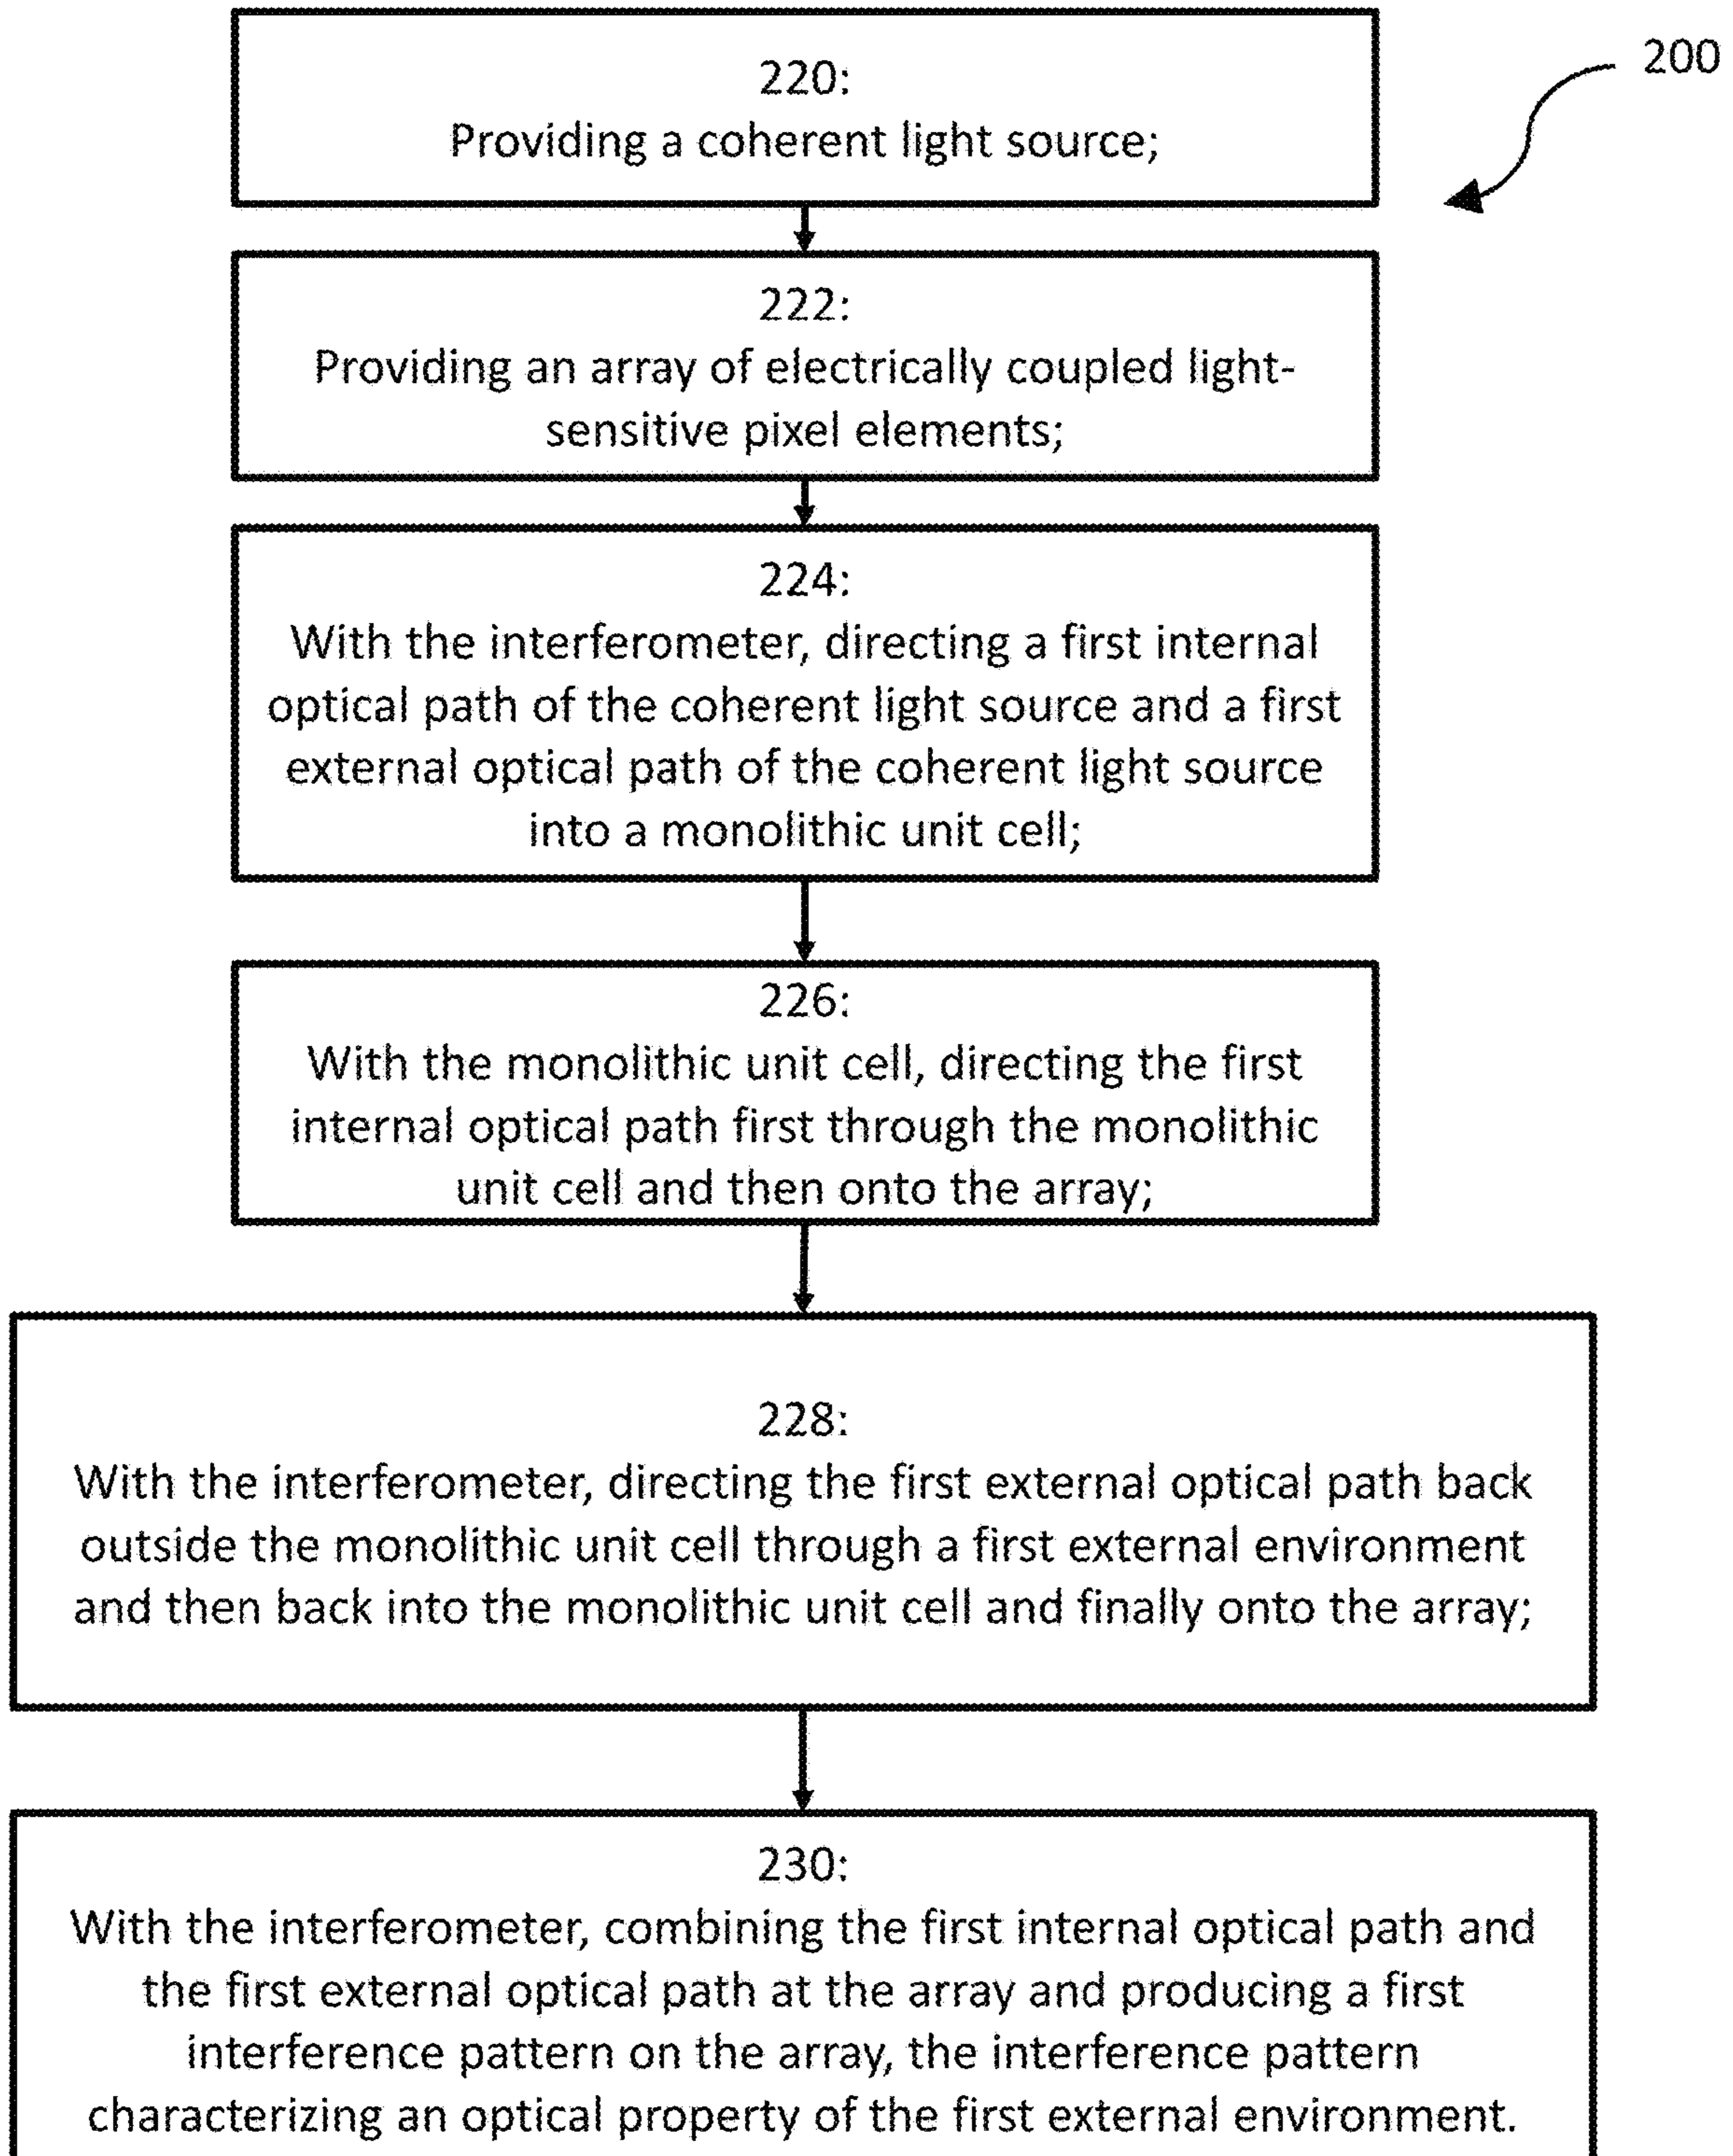 200
220:
Providing a coherent light source;
222:
Providing an array of electrically coupled light-
sensitive pixel elements;
224:
With the interferometer, directing a first internal
optical path of the coherent light source and a first
external optical path of the coherent light source
into a monolithic unit cell;
226:
With the monolithic unit cell, directing the first
internal optical path first through the monolithic
unit cell and then onto the array;
228:
With the interferometer, directing the first external optical path back
outside the monolithic unit cell through a first external environment
and then back into the monolithic unit cell and finally onto the array;
230:
With the interferometer, combining the first internal optical path and
the first external optical path at the array and producing a first
interference pattern on the array, the interference pattern
characterizing an optical property of the first external environment.